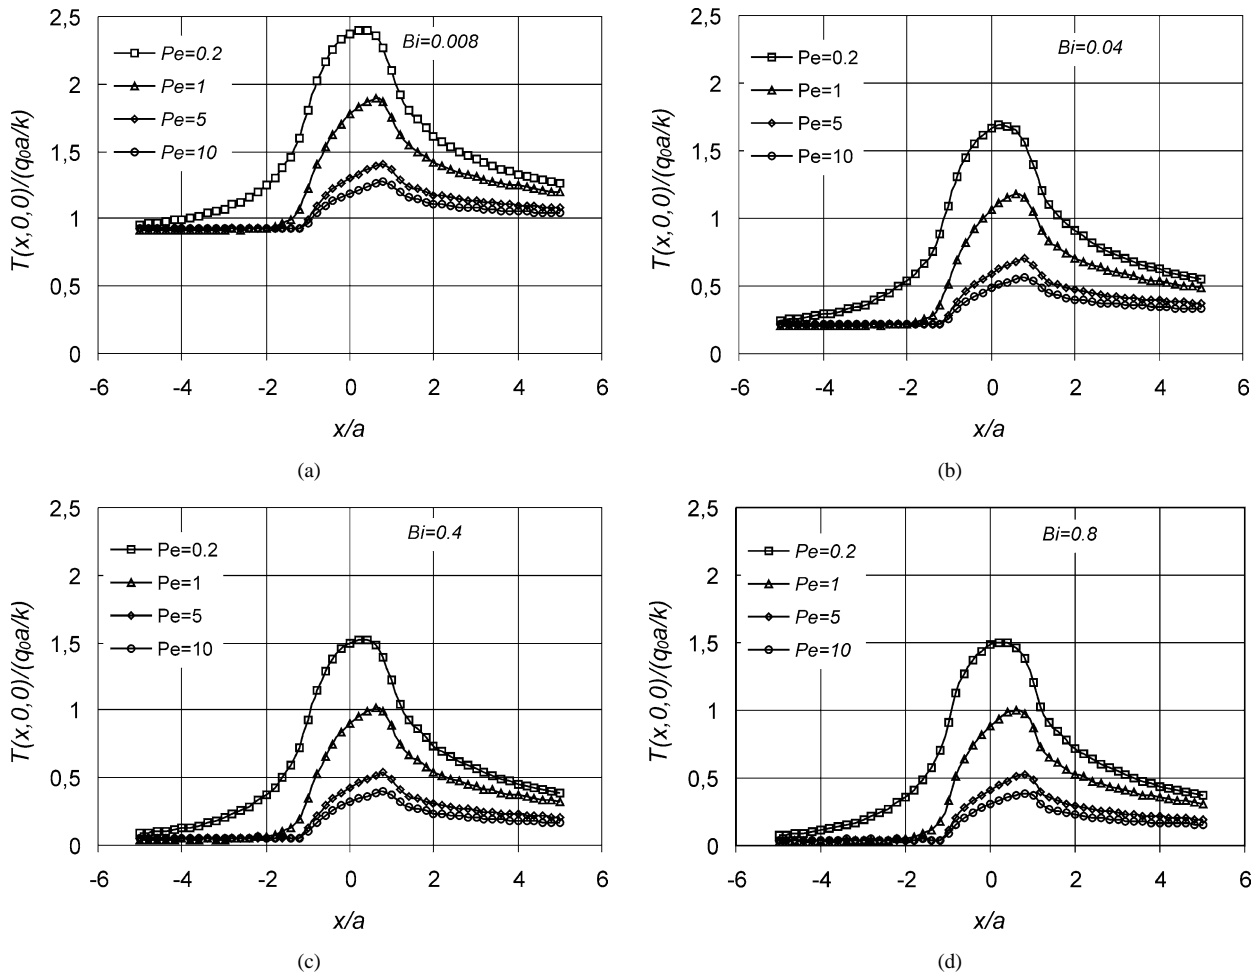 2,5
2
1,5
1
0,5
0
T(x,0,0)/(q0a/k)
Pe=0.2
Pe=1
Pe=5
Pe=10
Bi=0.008
-6 -4 -2 0 2 4 6
x/a
(a)
2,5
2
1,5
1
0,5
0
T(x,0,0)/(q0a/k)
Pe=0.2
Pe=1
Pe=5
Pe=10
Bi=0.04
-6 -4 -2 0 2 4 6
x/a
(b)
2,5
2
1,5
1
0,5
0
T(x,0,0)/(q0a/k)
Pe=0.2
Pe=1
Pe=5
Pe=10
Bi=0.4
-6 -4 -2 0 2 4 6
x/a
(c)
2,5
2
1,5
1
0,5
0
T(x,0,0)/(q0a/k)
Pe=0.2
Pe=1
Pe=5
Pe=10
Bi=0.8
-6 -4 -2 0 2 4 6
x/a
(d)